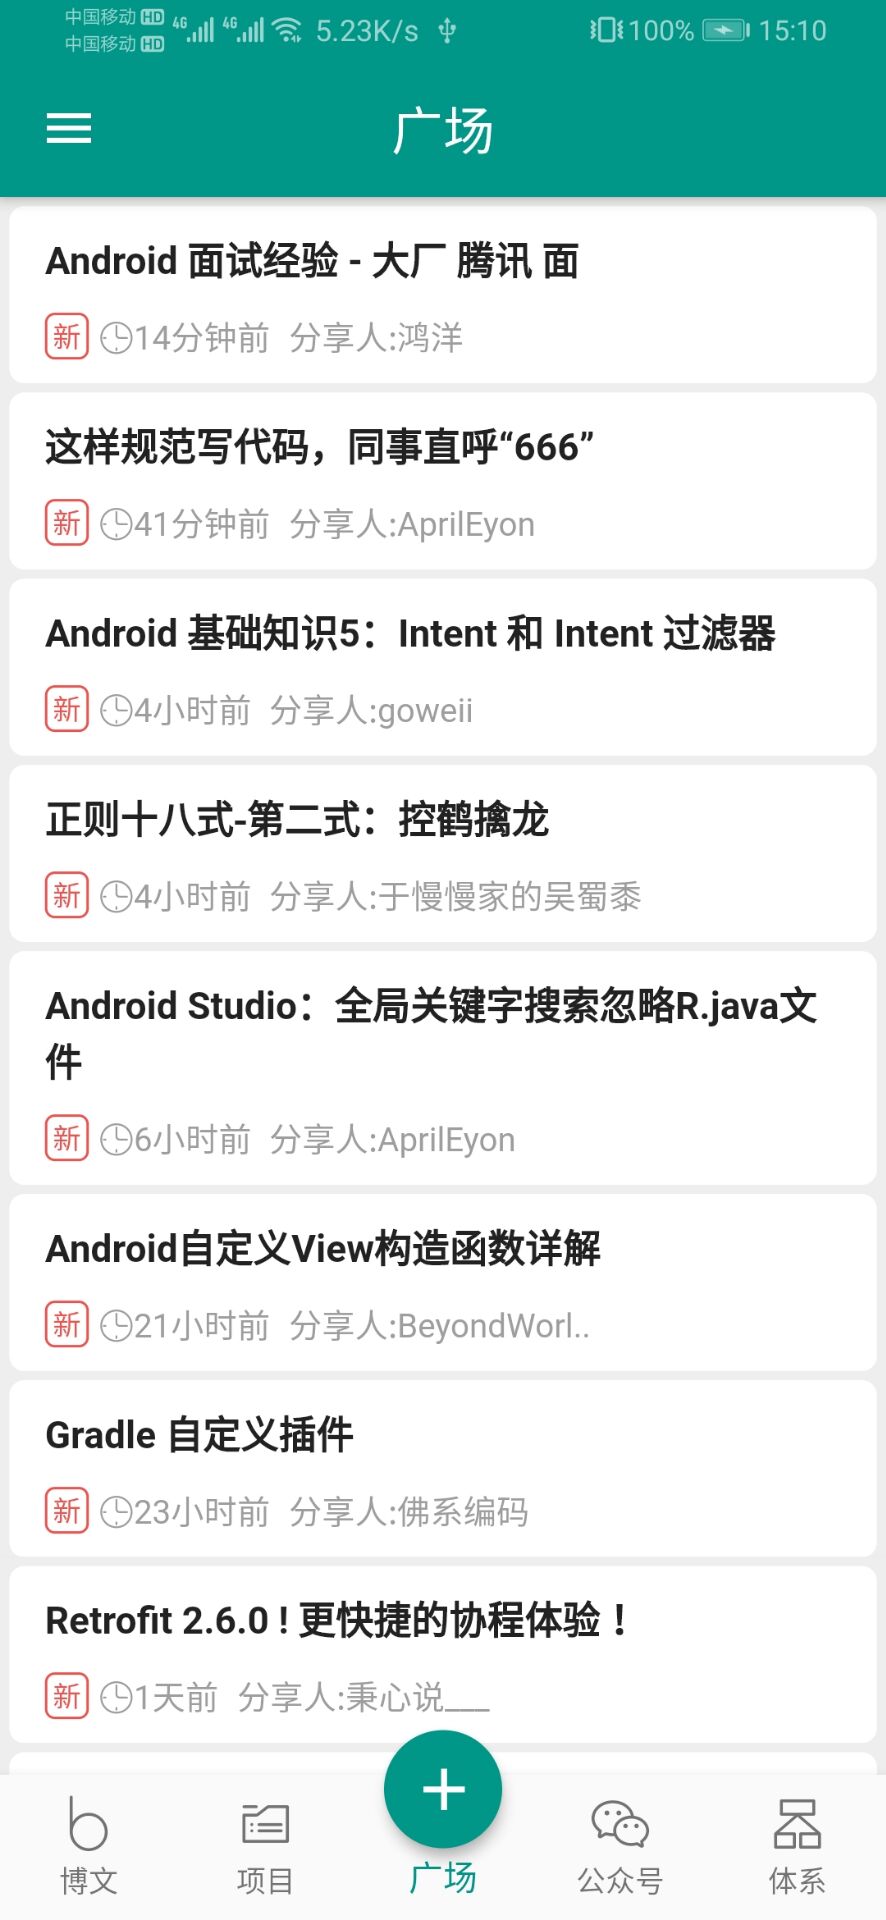 中国移动 HD 4G 4G 5.23K/s 100% 15:10
中国移动 HD
广场
Android 面试经验 - 大厂 腾讯 面
新 14分钟前 分享人:鸿洋
这样规范写代码，同事直呼“666”
新 41分钟前 分享人:AprilEyon
Android 基础知识5：Intent 和 Intent 过滤器
新 4小时前 分享人:goweii
正则十八式-第二式：控鹤擒龙
新 4小时前 分享人:于慢慢家的吴蜀黍
Android Studio：全局关键字搜索忽略R.java文
件
新 6小时前 分享人:AprilEyon
Android自定义View构造函数详解
新 21小时前 分享人:BeyondWorl..
Gradle 自定义插件
新 23小时前 分享人:佛系编码
Retrofit 2.6.0 ! 更快捷的协程体验！
新 1天前 分享人:秉心说___
博文 项目 广场 公众号 体系